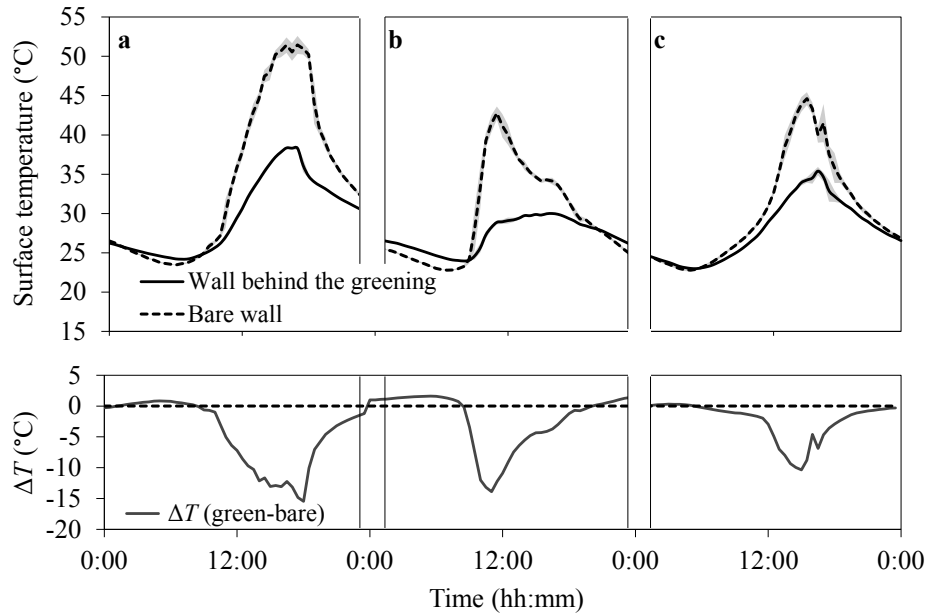 55
50
45
40
35
30
25
20
15
Surface temperature (°C)
a
b
c
Wall behind the greening
Bare wall
5
0
-5
-10
-15
-20
ΔT (°C)
ΔT (green-bare)
0:00 12:00 0:00 12:00 0:00 12:00 0:00
Time (hh:mm)